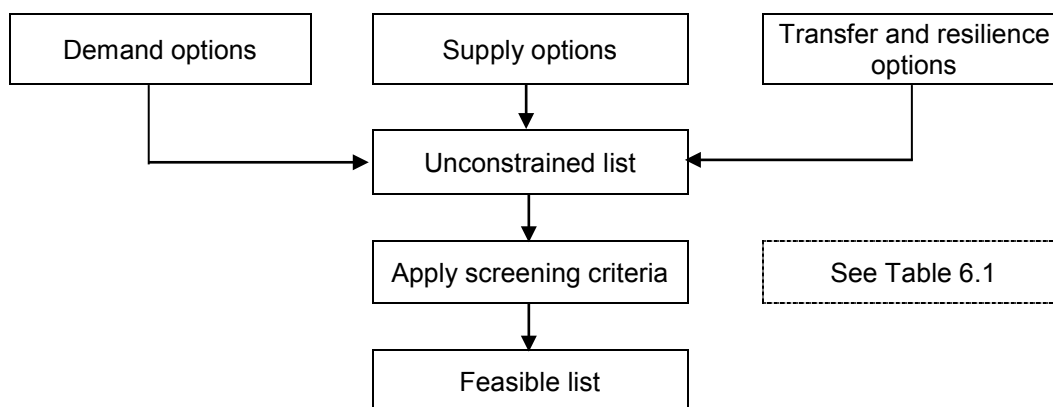 Demand options
Supply options
Transfer and resilience
options
Unconstrained list
Apply screening criteria
See Table 6.1
Feasible list